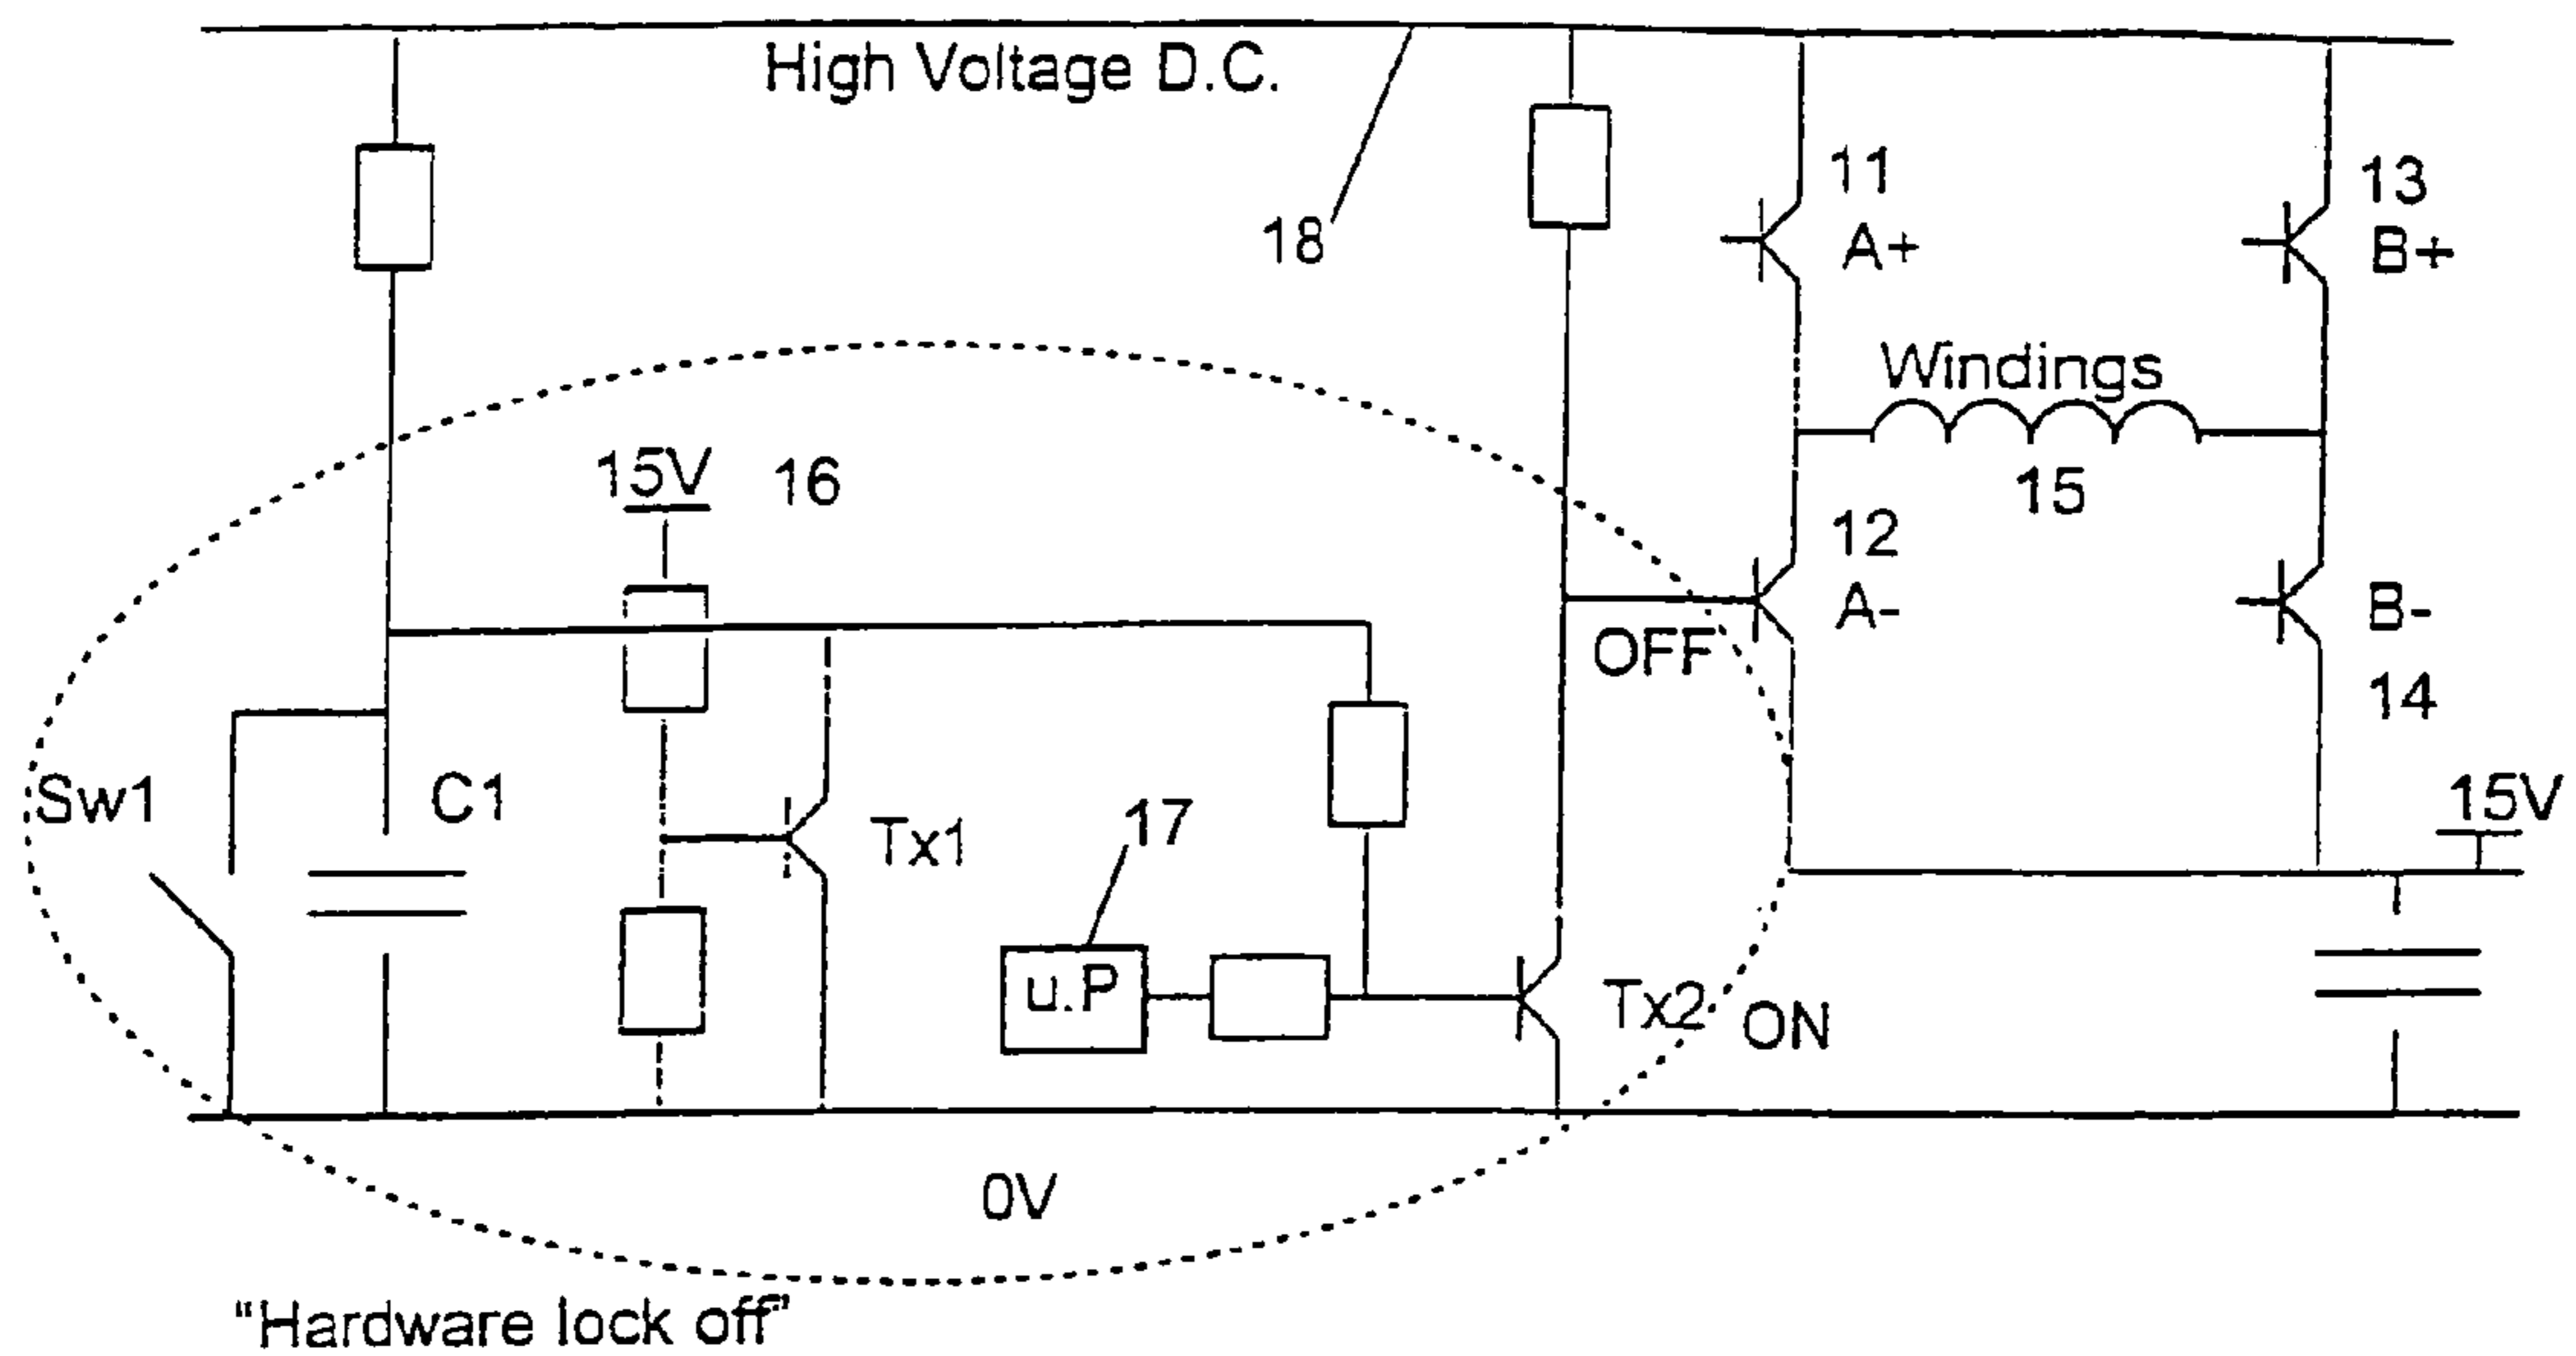 High Voltage D.C.
11
13
18
A+
B+
Windings
15V
16
15
12
A-
B-
OFF
14
Sw1
C1
15V
17
Tx1
u.P
Tx2
ON
0V
"Hardware lock off"